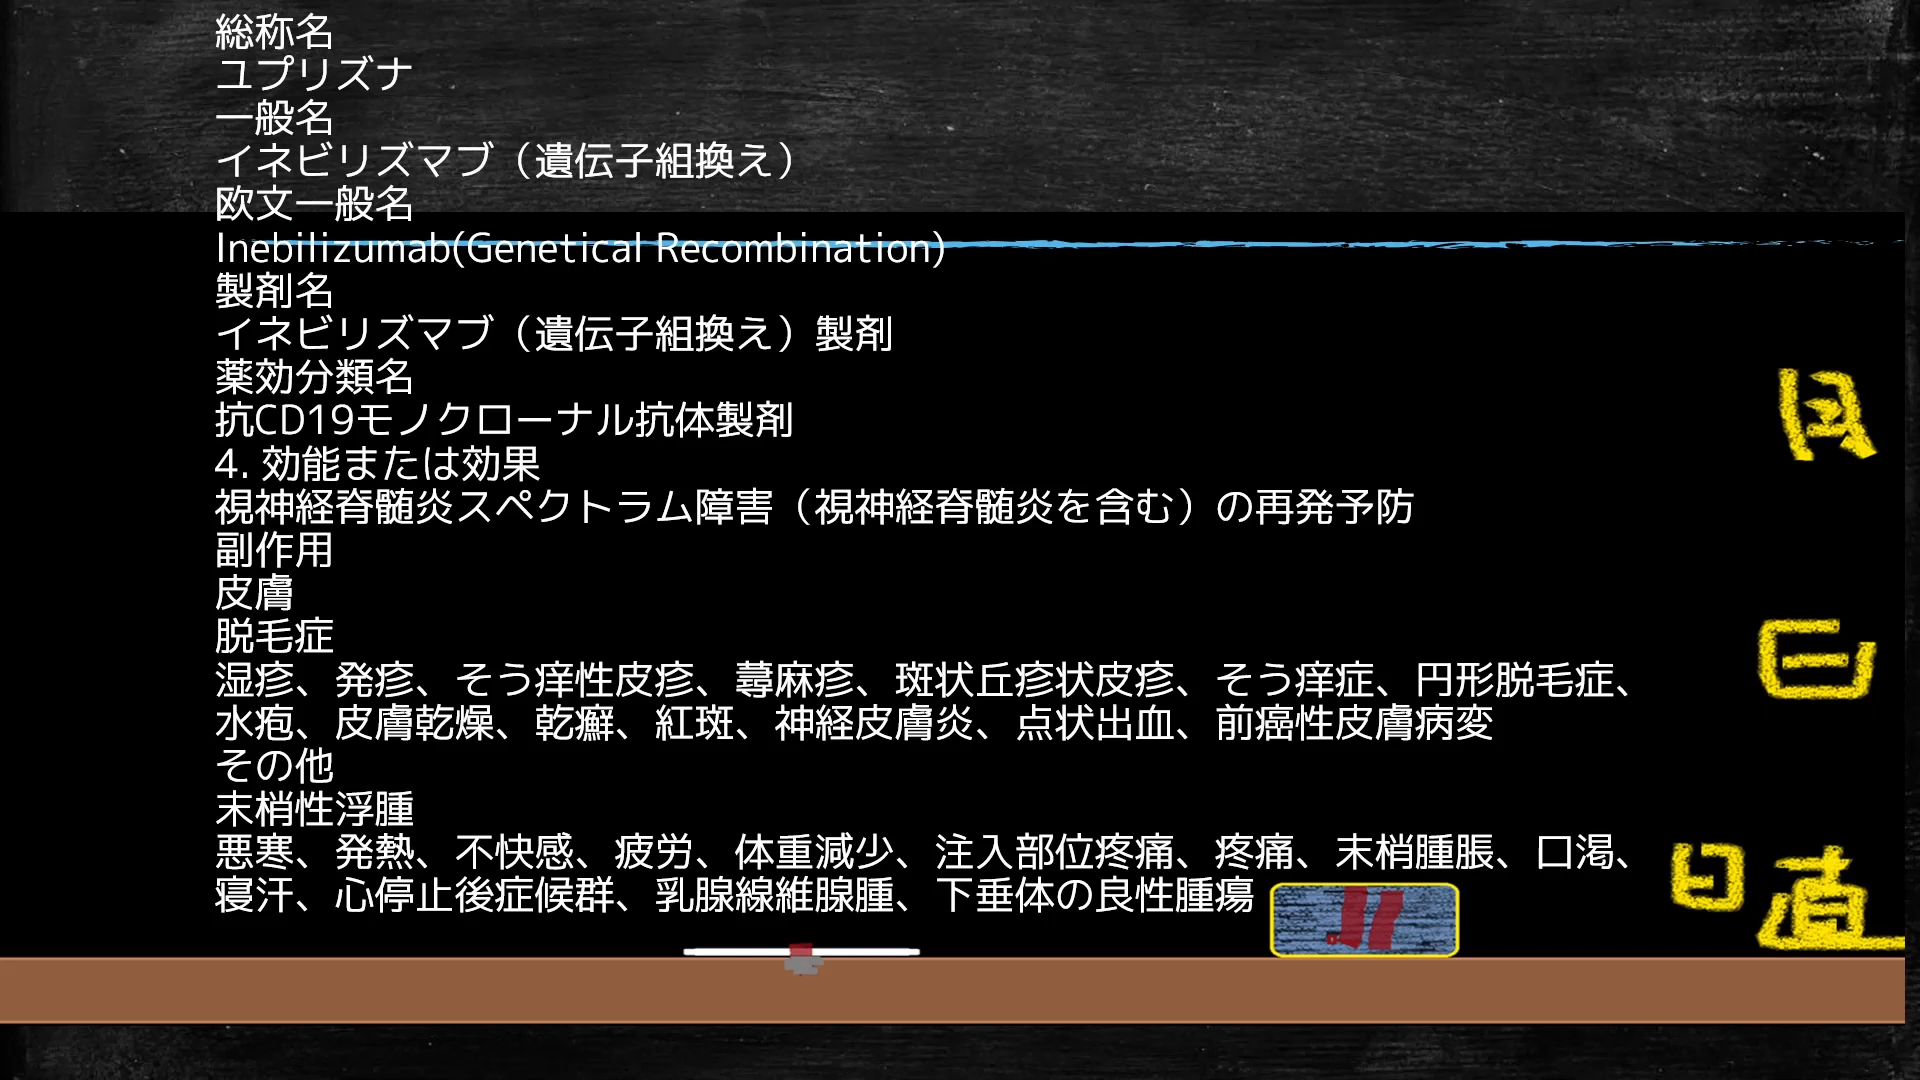 総称名
ユプリズナ
一般名
イネビリズマブ（遺伝子組換え）
欧文一般名
Inebilizumab(Genetical Recombination)
製剤名
イネビリズマブ（遺伝子組換え）製剤
薬効分類名
抗CD19モノクローナル抗体製剤
4. 効能または効果
視神経脊髄炎スペクトラム障害（視神経脊髄炎を含む）の再発予防
副作用
皮膚
脱毛症
湿疹、発疹、そう痒性皮疹、蕁麻疹、斑状丘疹状皮疹、そう痒症、円形脱毛症、
水疱、皮膚乾燥、乾癬、紅斑、神経皮膚炎、点状出血、前癌性皮膚病変
その他
末梢性浮腫
悪寒、発熱、不快感、疲労、体重減少、注入部位疼痛、疼痛、末梢腫脹、口渇、
寝汗、心停止後症候群、乳腺線維腺腫、下垂体の良性腫瘍